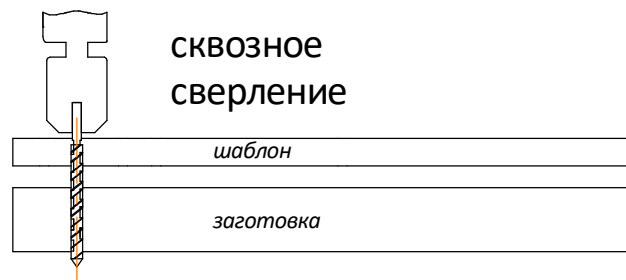 сквозное
сверление
шаблон
заготовка